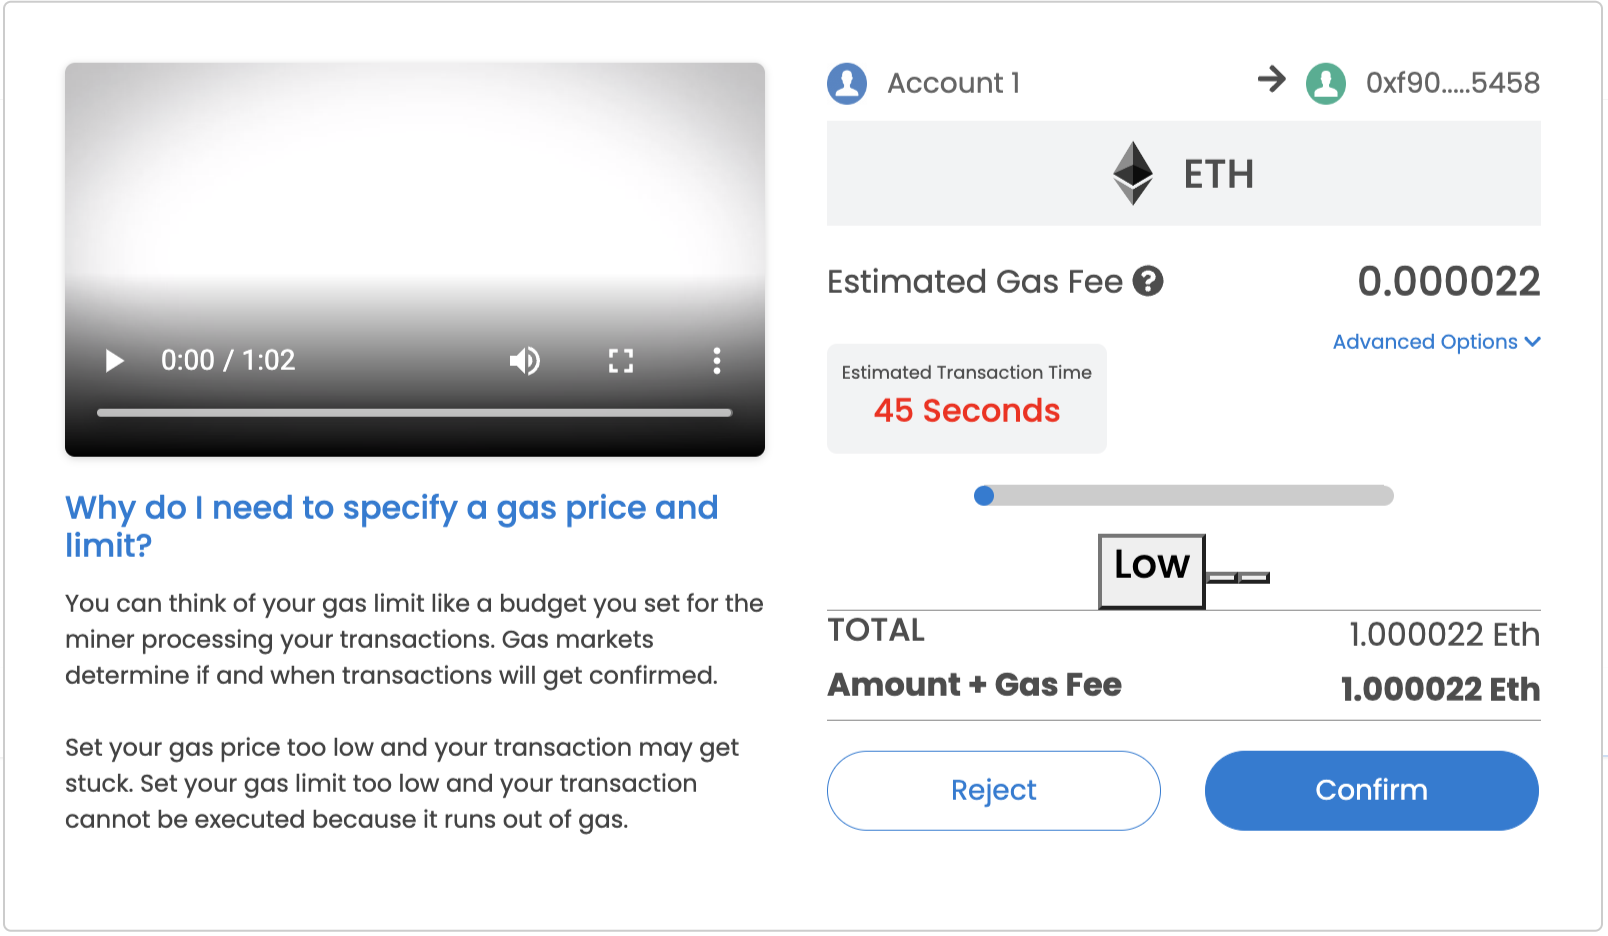 0:00 / 1:02
Why do I need to specify a gas price and
limit?
You can think of your gas limit like a budget you set for the
miner processing your transactions. Gas markets
determine if and when transactions will get confirmed.
Set your gas price too low and your transaction may get
stuck. Set your gas limit too low and your transaction
cannot be executed because it runs out of gas.
Account 1
0xf90.....5458
ETH
Estimated Gas Fee ?
0.000022
Advanced Options
Estimated Transaction Time
45 Seconds
Low
TOTAL
1.000022 Eth
Amount + Gas Fee
1.000022 Eth
Reject
Confirm